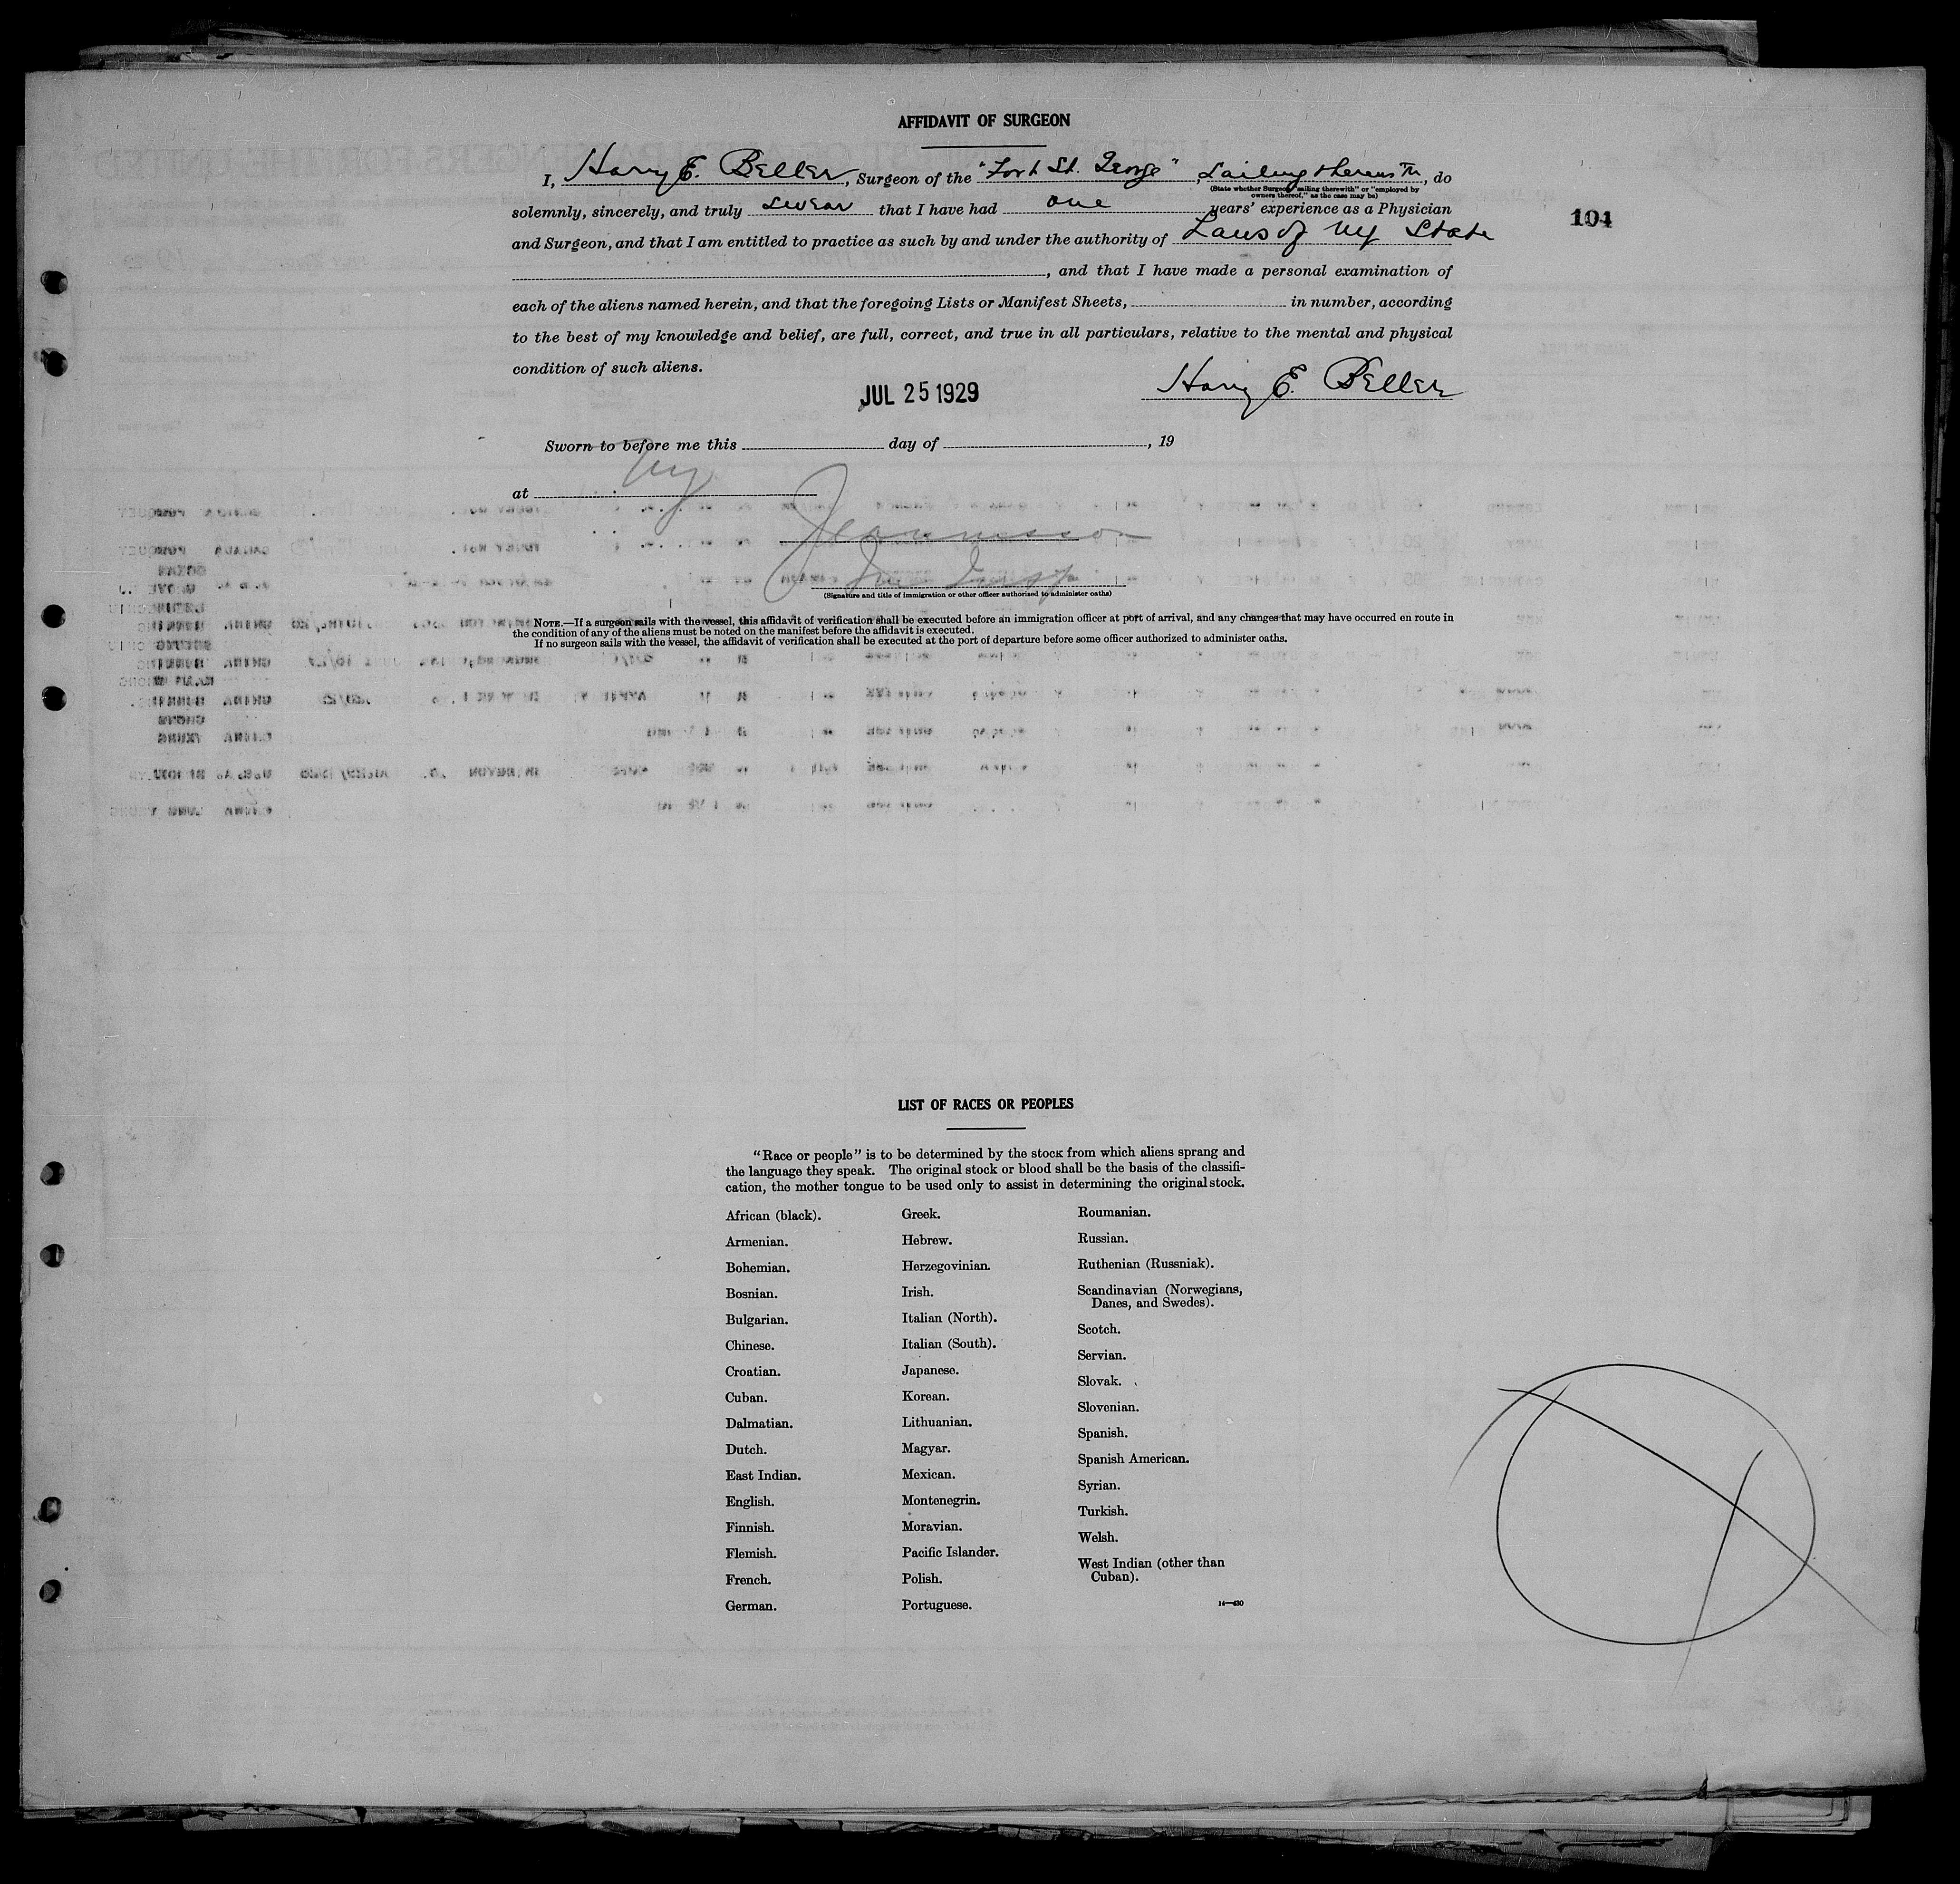 AFFIDAVIT OF SURGEON
I, Harry E. Beller, Surgeon of the "Fort St. George", Sailing therewith, do
(State whether Surgeon "sailing therewith" or "employed by
owners thereof," as the case may be)
104
solemnly, sincerely, and truly swear that I have had one years' experience as a Physician
and Surgeon, and that I am entitled to practice as such by and under the authority of Laws of NY State
, and that I have made a personal examination of
each of the aliens named herein, and that the foregoing Lists or Manifest Sheets, in number, according
to the best of my knowledge and belief, are full, correct, and true in all particulars, relative to the mental and physical
condition of such aliens.
JUL 25 1929
Harry E. Beller
Sworn to before me this day of , 19
at NY
(Signature and title of immigration or other officer authorized to administer oaths)
NOTE.—If a surgeon sails with the vessel, this affidavit of verification shall be executed before an immigration officer at port of arrival, and any changes that may have occurred en route in
the condition of any of the aliens must be noted on the manifest before the affidavit is executed.
If no surgeon sails with the vessel, the affidavit of verification shall be executed at the port of departure before some officer authorized to administer oaths.
LIST OF RACES OR PEOPLES
"Race or people" is to be determined by the stock from which aliens sprang and
the language they speak. The original stock or blood shall be the basis of the classifi-
cation, the mother tongue to be used only to assist in determining the original stock.
African (black).
Armenian.
Bohemian.
Bosnian.
Bulgarian.
Chinese.
Croatian.
Cuban.
Dalmatian.
Dutch.
East Indian.
English.
Finnish.
Flemish.
French.
German.
Greek.
Hebrew.
Herzegovinian.
Irish.
Italian (North).
Italian (South).
Japanese.
Korean.
Lithuanian.
Magyar.
Mexican.
Montenegrin.
Moravian.
Pacific Islander.
Polish.
Portuguese.
Roumanian.
Russian.
Ruthenian (Russniak).
Scandinavian (Norwegians,
Danes, and Swedes).
Scotch.
Servian.
Slovak.
Slovenian.
Spanish.
Spanish American.
Syrian.
Turkish.
Welsh.
West Indian (other than
Cuban).
14—430